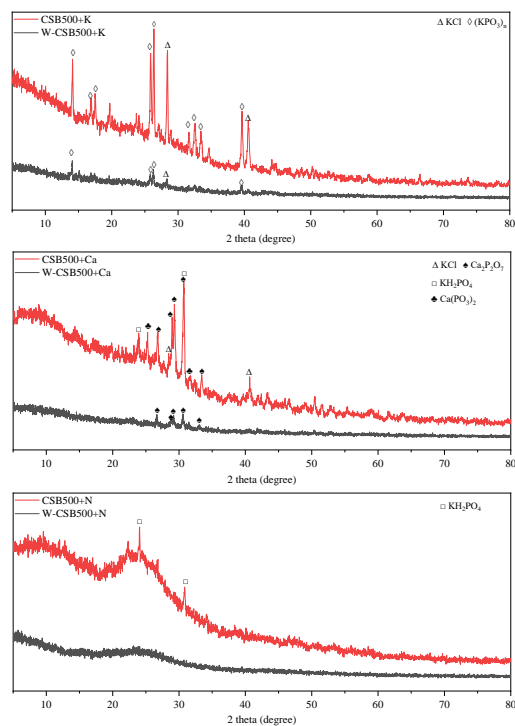 CSB500+K
W-CSB500+K
Δ KCl ◊ (KPO₃)ₙ
◊ ◊ ◊ ◊ ◊ Δ ◊ ◊ ◊ ◊ Δ
◊ ◊ ◊ Δ ◊
10 20 30 40 50 60 70 80
2 theta (degree)
CSB500+Ca
W-CSB500+Ca
Δ KCl ♠ Ca₂P₂O₇
□ KH₂PO₄
♣ Ca(PO₃)₂
□ ♣ ♠ Δ ♠ ♠ □ ♠ ♣ ♠ Δ
♠ ♠ ♠ ♠ ♠
10 20 30 40 50 60 70 80
2 theta (degree)
CSB500+N
W-CSB500+N
□ KH₂PO₄
□ □
10 20 30 40 50 60 70 80
2 theta (degree)